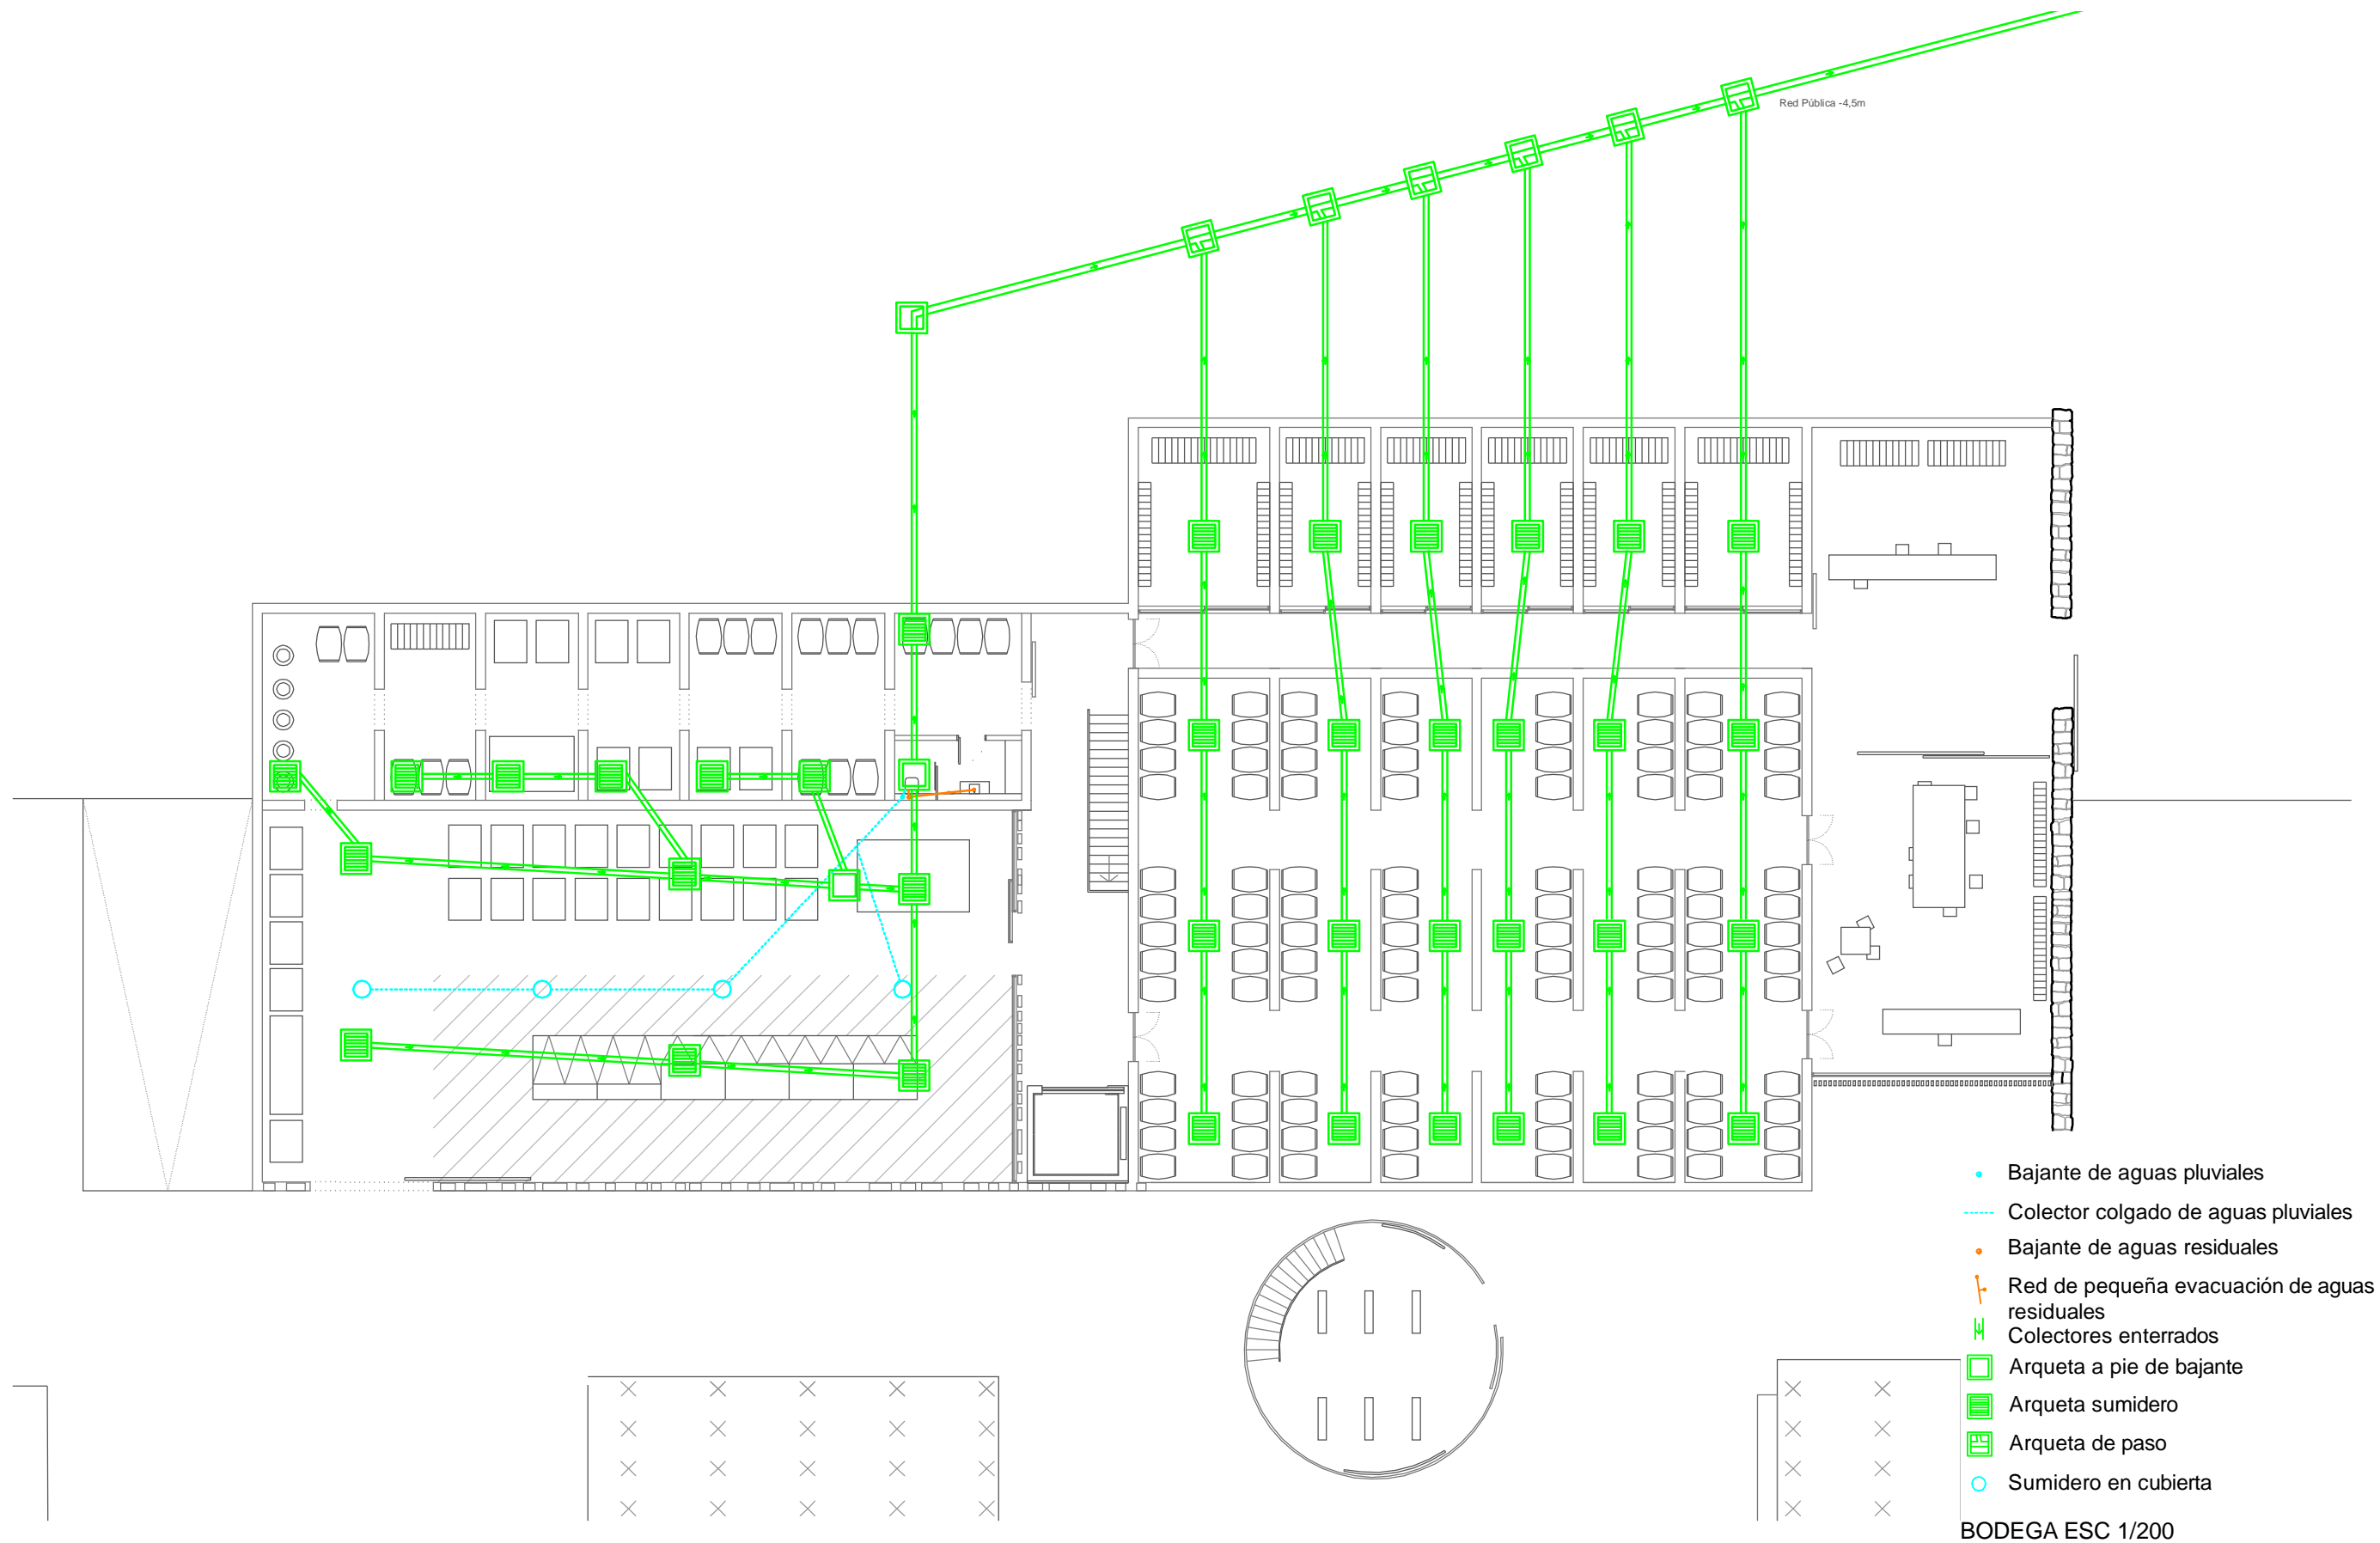 Red Pública -4,5m
Bajante de aguas pluviales
Colector colgado de aguas pluviales
Bajante de aguas residuales
Red de pequeña evacuación de aguas
residuales
Colectores enterrados
Arqueta a pie de bajante
Arqueta sumidero
Arqueta de paso
Sumidero en cubierta
BODEGA ESC 1/200